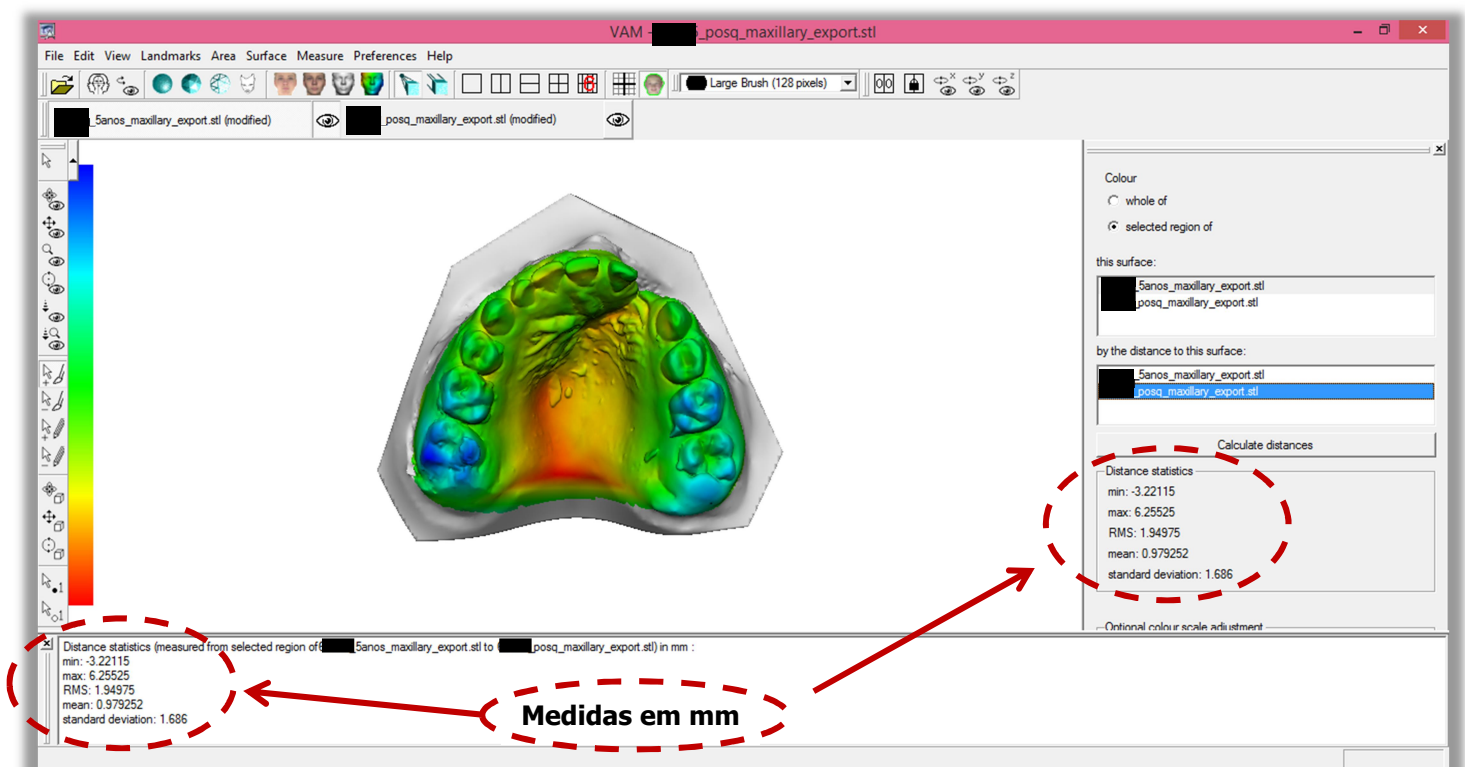 VAM - _posq_maxillary_export.stl
File Edit View Landmarks Area Surface Measure Preferences Help
Large Brush (128 pixels)
x y z
_5anos_maxillary_export.stl (modified)
_posq_maxillary_export.stl (modified)
Colour
whole of
selected region of
this surface:
_5anos_maxillary_export.stl
_posq_maxillary_export.stl
by the distance to this surface:
_5anos_maxillary_export.stl
_posq_maxillary_export.stl
Calculate distances
Distance statistics
min: -3.22115
max: 6.25525
RMS: 1.94975
mean: 0.979252
standard deviation: 1.686
Optional colour scale adjustment
1
1
Distance statistics (measured from selected region of 5anos_maxillary_export.stl to _posq_maxillary_export.stl) in mm :
min: -3.22115
max: 6.25525
RMS: 1.94975
mean: 0.979252
standard deviation: 1.686
Medidas em mm